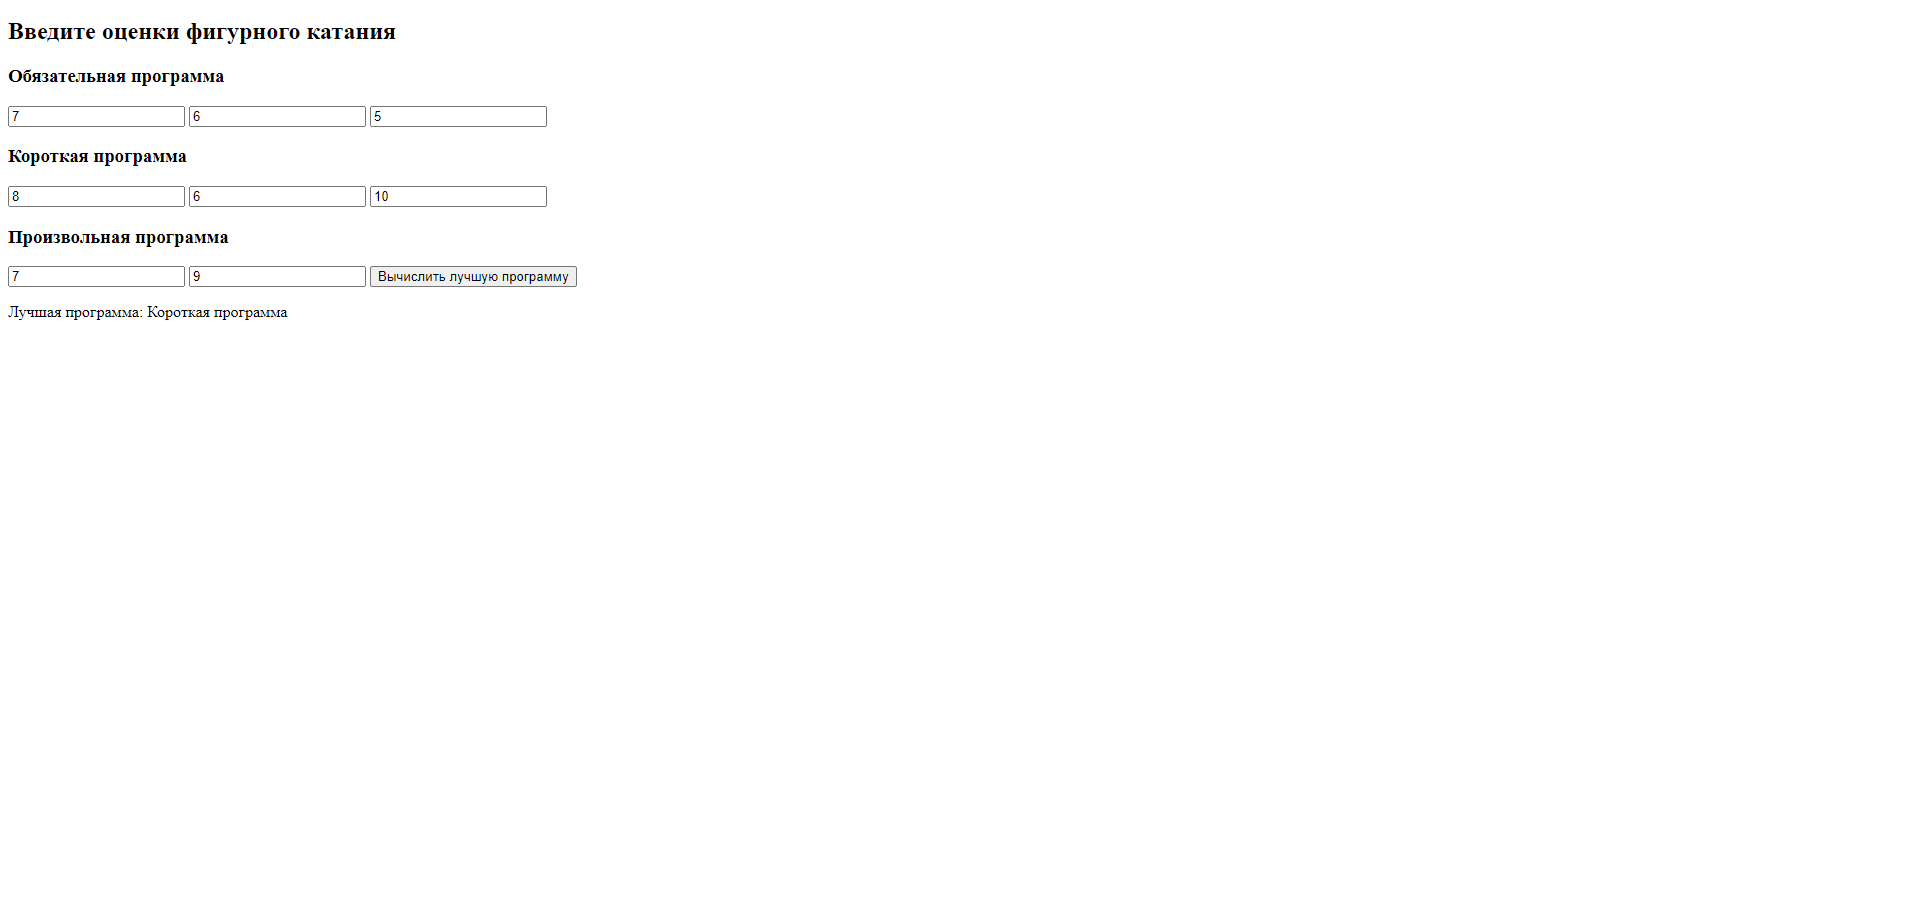 Введите оценки фигурного катания
Обязательная программа
7 6 5
Короткая программа
8 6 10
Произвольная программа
7 9 Вычислить лучшую программу
Лучшая программа: Короткая программа